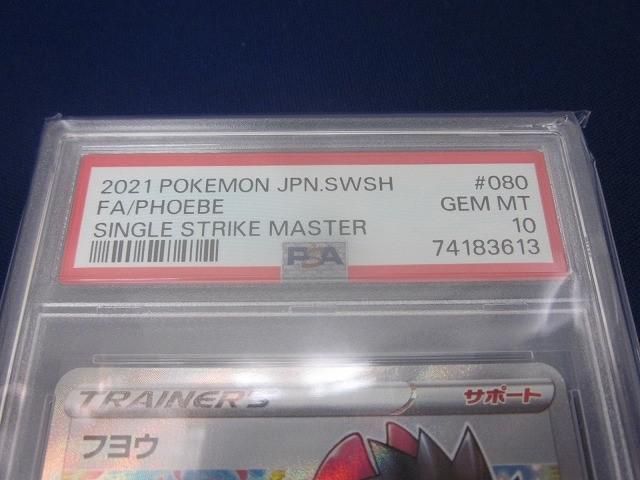 2021 POKEMON JPN.SWSH #080
FA/PHOEBE GEM MT
SINGLE STRIKE MASTER 10
74183613
PSA
TRAINER'S サポート
フヨウ